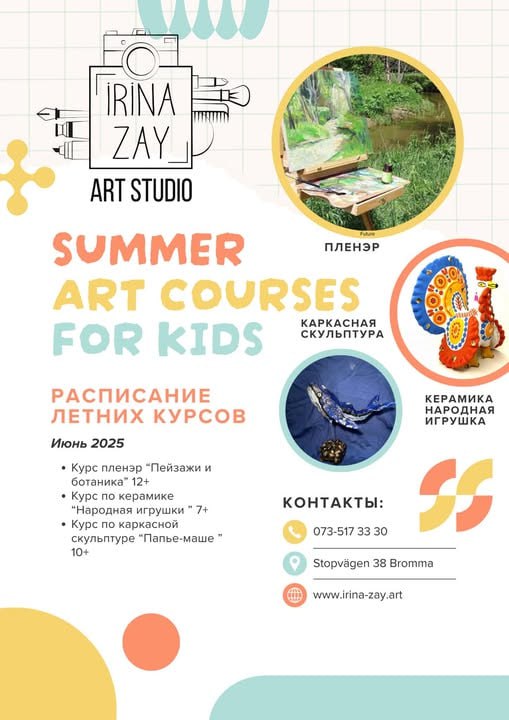 IRINA
ZAY
ART STUDIO
SUMMER
ART COURSES
FOR KIDS
РАСПИСАНИЕ
ЛЕТНИХ КУРСОВ
Июнь 2025
• Курс пленэр “Пейзажи и
ботаника” 12+
• Курс по керамике
“Народная игрушки ” 7+
• Курс по каркасной
скульптуре “Папье-маше ”
10+
Future
ПЛЕНЭР
КАРКАСНАЯ
СКУЛЬПТУРА
КЕРАМИКА
НАРОДНАЯ
ИГРУШКА
КОНТАКТЫ:
073-517 33 30
Stopvägen 38 Bromma
www.irina-zay.art